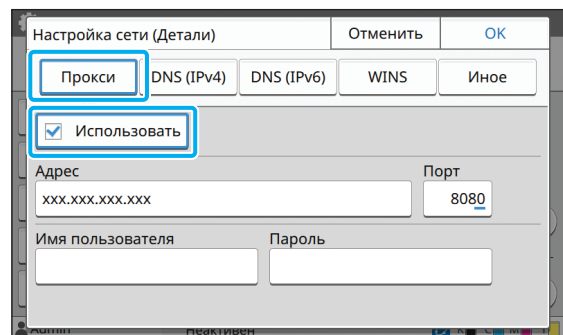 Настройка сети (Детали) Отменить OK
Прокси DNS (IPv4) DNS (IPv6) WINS Иное
Использовать
Адрес Порт
xxx.xxx.xxx.xxx 8080
Имя пользователя Пароль
Admin Неактивен K C M Y